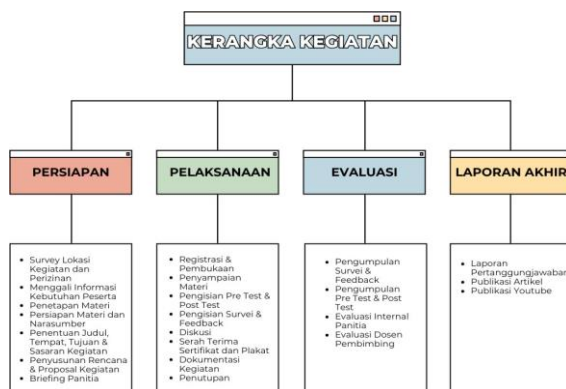 KERANGKA KEGIATAN
PERSIAPAN
Survey Lokasi
Kegiatan dan
Perizinan
Menggali Informasi
Kebutuhan Peserta
Penetapan Materi
Persiapan Materi dan
Narasumber
Penentuan Judul,
Tempat, Tujuan &
Sasaran Kegiatan
Penyusunan Rencana
& Proposal Kegiatan
Briefing Panitia
PELAKSANAAN
Registrasi &
Pembukaan
Penyampaian
Materi
Pengisian Pre Test &
Post Test
Pengisian Survei &
Feedback
Diskusi
Serah Terima
Sertifikat dan Plakat
Dokumentasi
Kegiatan
Penutupan
EVALUASI
Pengumpulan
Survei &
Feedback
Pengumpulan
Pre Test & Post
Test
Evaluasi Internal
Panitia
Evaluasi Dosen
Pembimbing
LAPORAN AKHIR
Laporan
Pertanggungjawaban
Publikasi Artikel
Publikasi Youtube